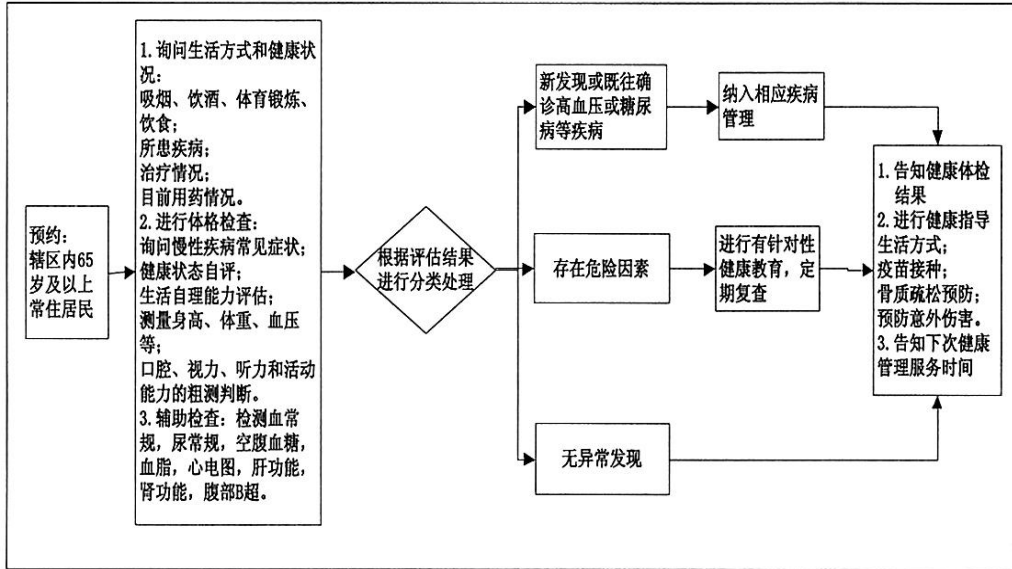 预约：
辖区内65
岁及以上
常住居民
1.询问生活方式和健康状
况：
吸烟、饮酒、体育锻炼、
饮食；
所患疾病；
治疗情况；
目前用药情况。
2.进行体格检查：
询问慢性疾病常见症状；
健康状态自评；
生活自理能力评估；
测量身高、体重、血压
等；
口腔、视力、听力和活动
能力的粗测判断。
3.辅助检查：检测血常
规，尿常规，空腹血糖，
血脂，心电图，肝功能，
肾功能，腹部B超。
根据评估结果
进行分类处理
新发现或既往确
诊高血压或糖尿
病等疾病
纳入相应疾病
管理
存在危险因素
进行有针对性
健康教育，定
期复查
无异常发现
1.告知健康体检
结果
2.进行健康指导
生活方式；
疫苗接种；
骨质疏松预防；
预防意外伤害。
3.告知下次健康
管理服务时间